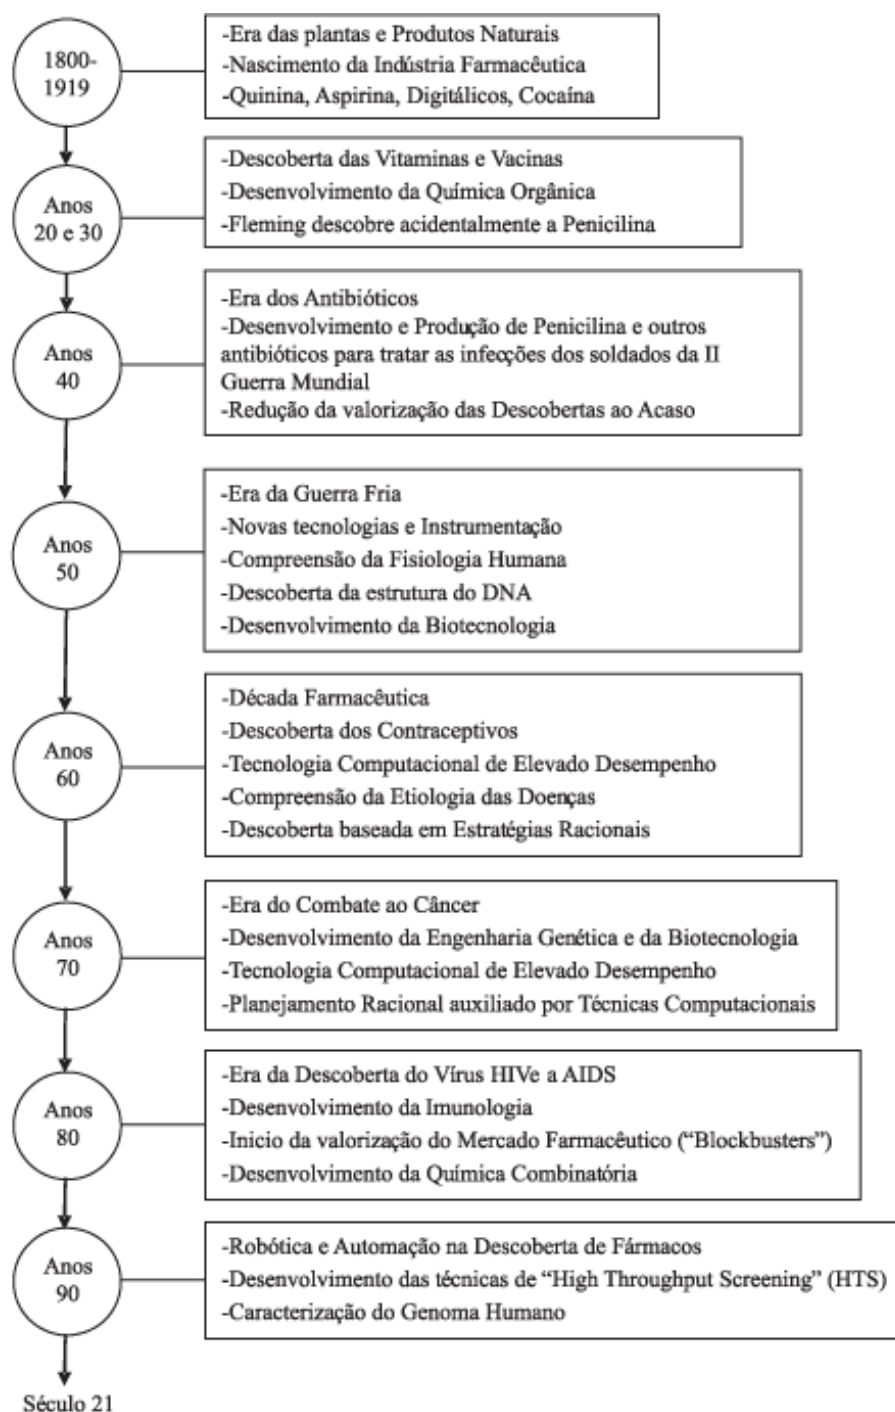 1800-
1919
-Era das plantas e Produtos Naturais
-Nascimento da Indústria Farmacêutica
-Quinina, Aspirina, Digitálicos, Cocaína
Anos
20 e 30
-Descoberta das Vitaminas e Vacinas
-Desenvolvimento da Química Orgânica
-Fleming descobre acidentalmente a Penicilina
Anos
40
-Era dos Antibióticos
-Desenvolvimento e Produção de Penicilina e outros
antibióticos para tratar as infecções dos soldados da II
Guerra Mundial
-Redução da valorização das Descobertas ao Acaso
Anos
50
-Era da Guerra Fria
-Novas tecnologias e Instrumentação
-Compreensão da Fisiologia Humana
-Descoberta da estrutura do DNA
-Desenvolvimento da Biotecnologia
Anos
60
-Década Farmacêutica
-Descoberta dos Contraceptivos
-Tecnologia Computacional de Elevado Desempenho
-Compreensão da Etiologia das Doenças
-Descoberta baseada em Estratégias Racionais
Anos
70
-Era do Combate ao Câncer
-Desenvolvimento da Engenharia Genética e da Biotecnologia
-Tecnologia Computacional de Elevado Desempenho
-Planejamento Racional auxiliado por Técnicas Computacionais
Anos
80
-Era da Descoberta do Vírus HIVe a AIDS
-Desenvolvimento da Imunologia
-Inicio da valorização do Mercado Farmacêutico (“Blockbusters”)
-Desenvolvimento da Química Combinatória
Anos
90
-Robótica e Automação na Descoberta de Fármacos
-Desenvolvimento das técnicas de “High Throughput Screening” (HTS)
-Caracterização do Genoma Humano
Século 21